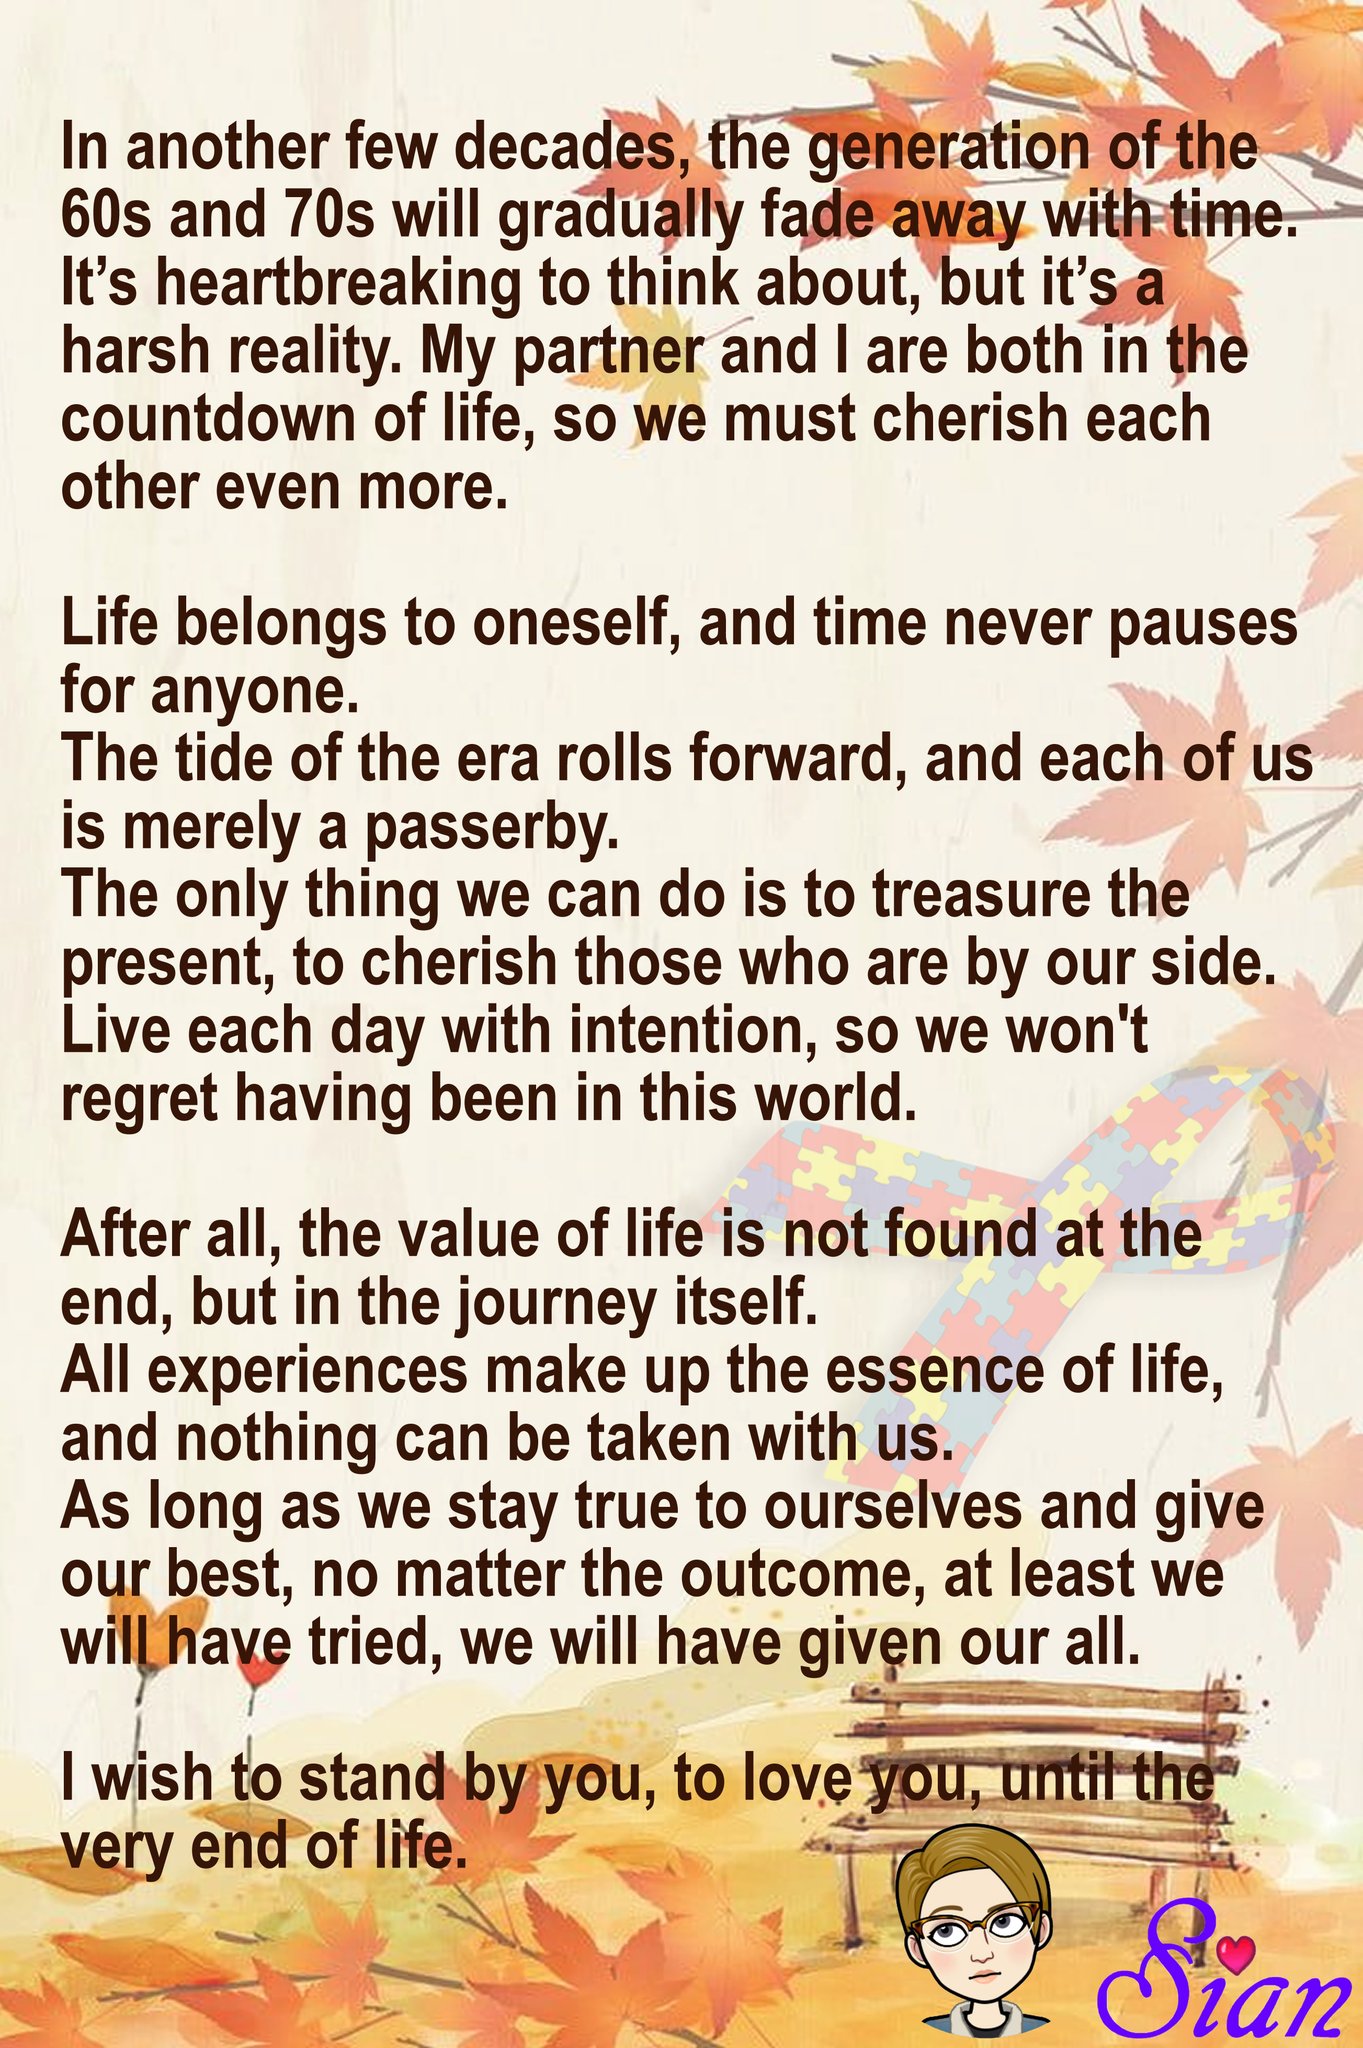 In another few decades, the generation of the
60s and 70s will gradually fade away with time.
It’s heartbreaking to think about, but it’s a
harsh reality. My partner and I are both in the
countdown of life, so we must cherish each
other even more.
Life belongs to oneself, and time never pauses
for anyone.
The tide of the era rolls forward, and each of us
is merely a passerby.
The only thing we can do is to treasure the
present, to cherish those who are by our side.
Live each day with intention, so we won't
regret having been in this world.
After all, the value of life is not found at the
end, but in the journey itself.
All experiences make up the essence of life,
and nothing can be taken with us.
As long as we stay true to ourselves and give
our best, no matter the outcome, at least we
will have tried, we will have given our all.
I wish to stand by you, to love you, until the
very end of life.
Sian